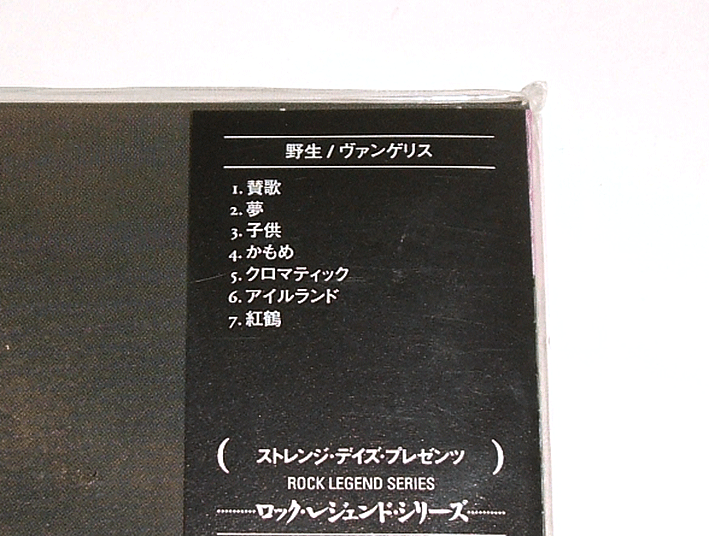 野生 / ヴァンゲリス
1. 賛歌
2. 夢
3. 子供
4. かもめ
5. クロマティック
6. アイルランド
7. 紅鶴
( ストレンジ・デイズ・プレゼンツ )
ROCK LEGEND SERIES
ロック・レジェンド・シリーズ